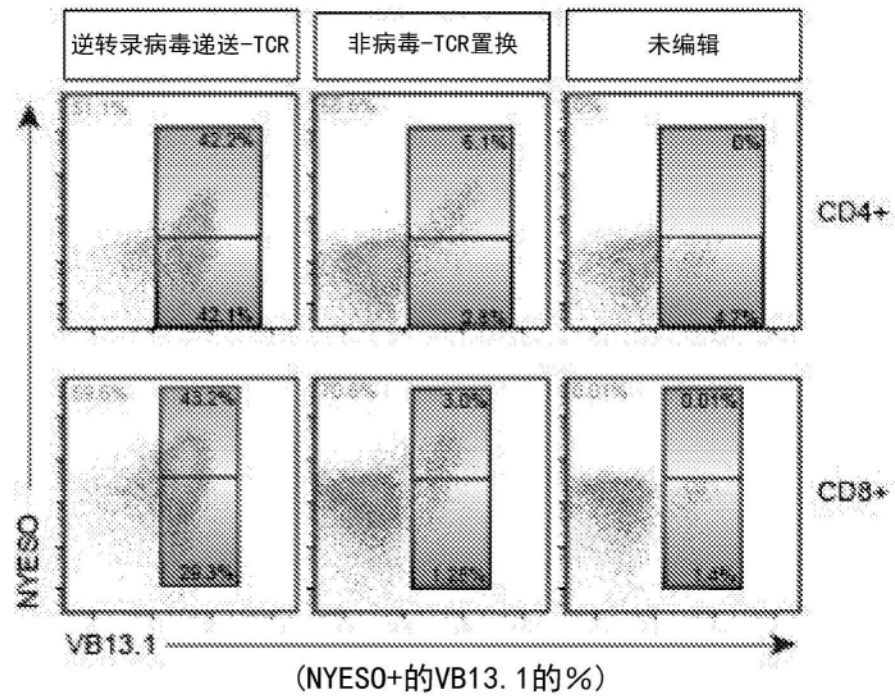 逆转录病毒递送-TCR
非病毒-TCR置换
未编辑
42.2%
6.1%
0%
CD4+
42.1%
4.7%
43.2%
3.0%
0.01%
CD8+
29.3%
1.25%
NYESO
VB13.1
(NYESO+的VB13.1的%)